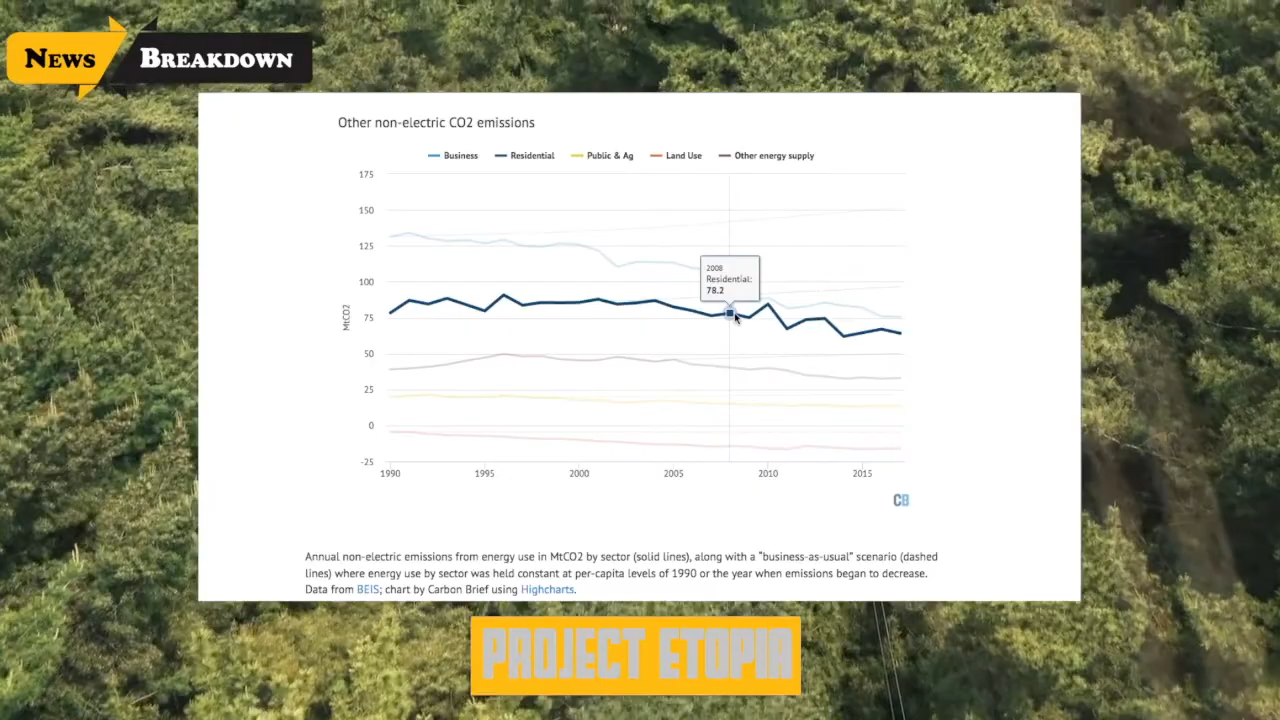 News Breakdown
Other non-electric CO2 emissions
Business Residential Public & Ag Land Use Other energy supply
175
150
125
100
75
50
25
0
-25
MtCO2
2008
Residential:
78.2
1990 1995 2000 2005 2010 2015
CB
Annual non-electric emissions from energy use in MtCO2 by sector (solid lines), along with a "business-as-usual" scenario (dashed
lines) where energy use by sector was held constant at per-capita levels of 1990 or the year when emissions began to decrease.
Data from BEIS; chart by Carbon Brief using Highcharts.
PROJECT ETOPIA